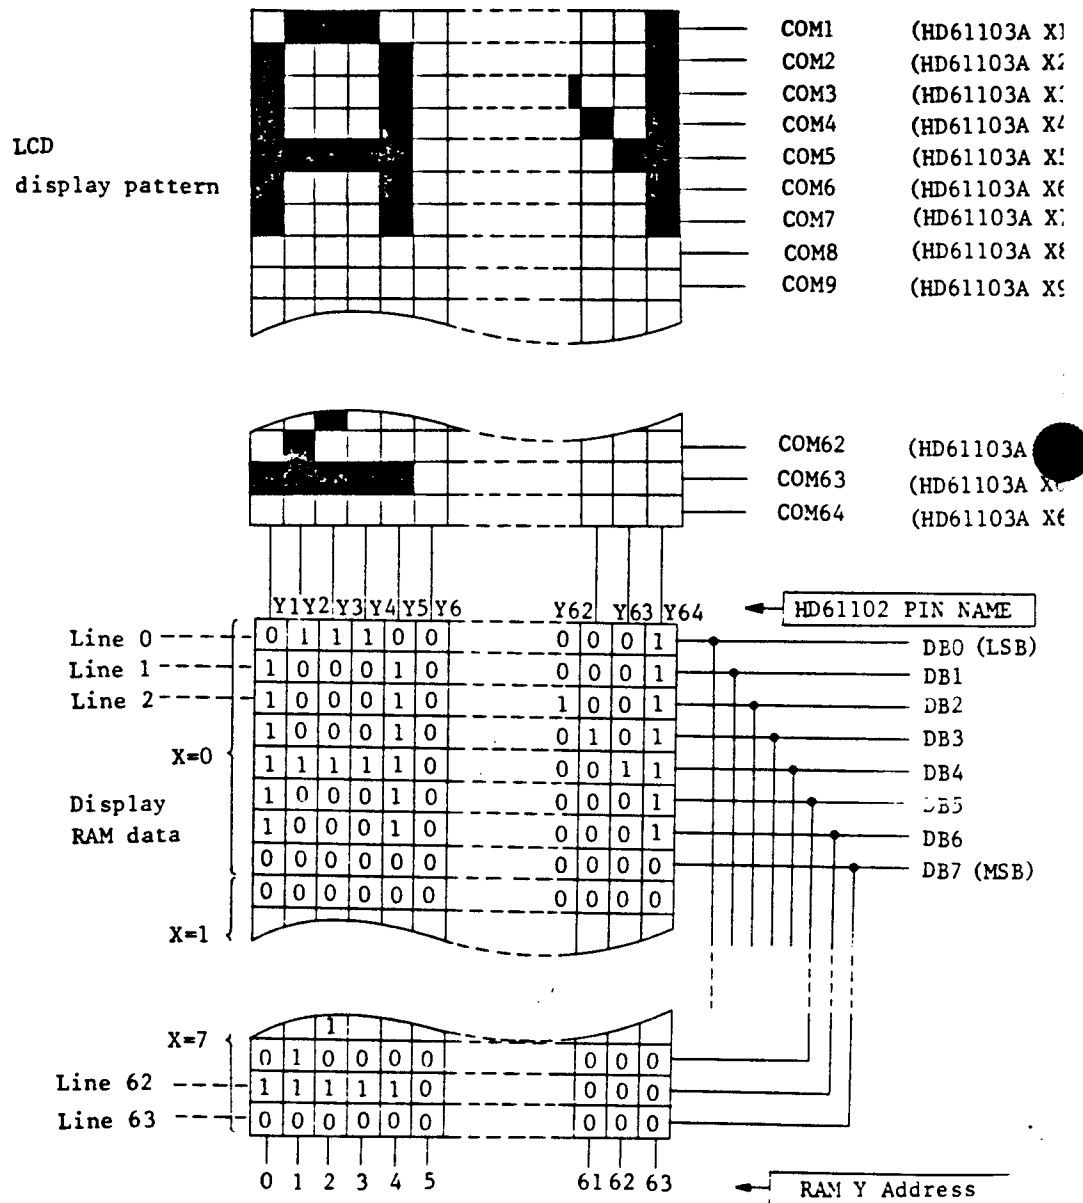 COM1 (HD61103A X1
COM2 (HD61103A X2
COM3 (HD61103A
COM4 (HD61103A X4
COM5 (HD61103A
COM6 (HD61103A X6
COM7 (HD61103A
COM8 (HD61103A X8
COM9 (HD61103A X9
LCD
display pattern
COM62 (HD61103A
COM63 (HD61103A
COM64 (HD61103A X6
Y1 Y2 Y3 Y4 Y5 Y6 Y62 Y63 Y64 HD61102 PIN NAME
Line 0 0 1 1 1 0 0 0 0 0 1 DB0 (LSB)
Line 1 1 0 0 0 1 0 0 0 0 1 DB1
Line 2 1 0 0 0 1 0 1 0 0 1 DB2
1 0 0 0 1 0 0 1 0 1 DB3
X=0
1 1 1 1 1 0 0 0 1 1 DB4
Display 1 0 0 0 1 0 0 0 0 1 DB5
RAM data 1 0 0 0 1 0 0 0 0 1 DB6
0 0 0 0 0 0 0 0 0 0 DB7 (MSB)
0 0 0 0 0 0 0 0 0 0
X=1
1
X=7
0 1 0 0 0 0 0 0 0
Line 62 1 1 1 1 1 0 0 0 0
Line 63 0 0 0 0 0 0 0 0 0
0 1 2 3 4 5 61 62 63 RAM Y Address